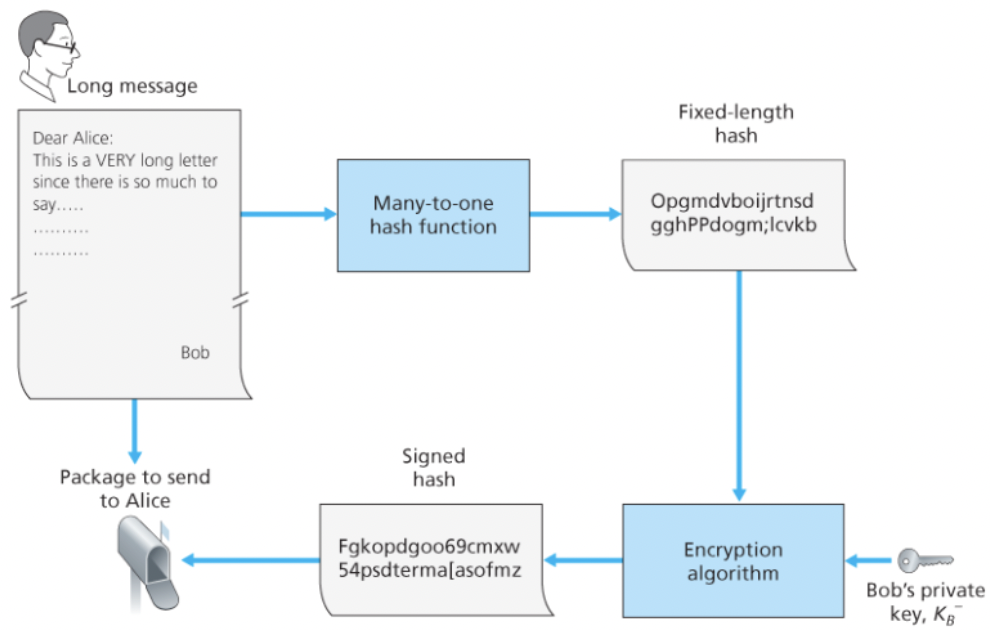 Long message
Dear Alice:
This is a VERY long letter
since there is so much to
say.....
..........
..........
Bob
Many-to-one
hash function
Fixed-length
hash
Opgmdvboijrtnsd
gghPPdogm;lcvkb
Package to send
to Alice
Signed
hash
Fgkopdgoo69cmxw
54psdterma[asofmz
Encryption
algorithm
Bob's private
key, K_B^−